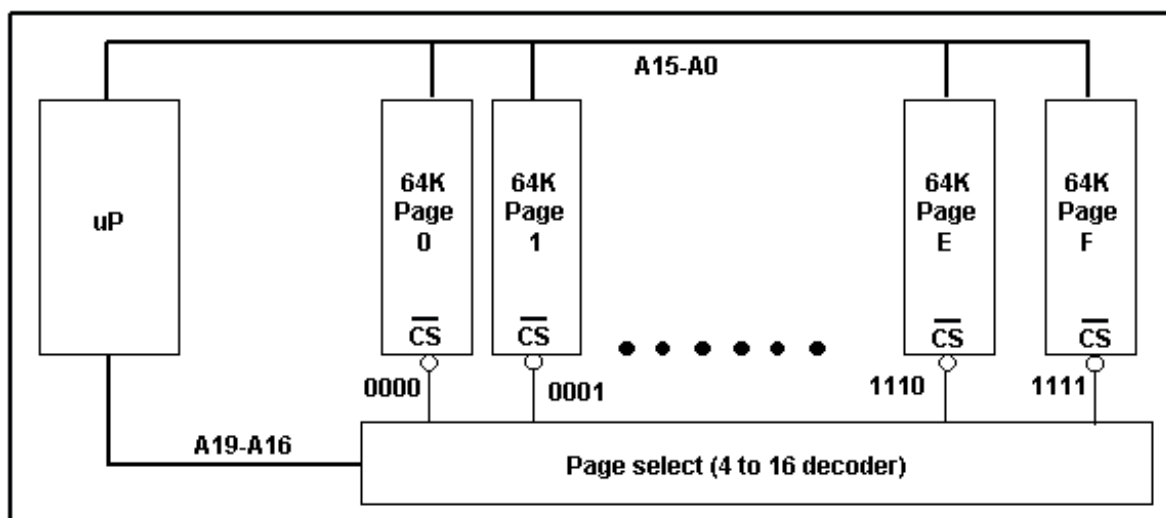 A15-A0
uP
64K
Page
0
CS
64K
Page
1
CS
64K
Page
E
CS
64K
Page
F
CS
0000
0001
1110
1111
A19-A16
Page select (4 to 16 decoder)